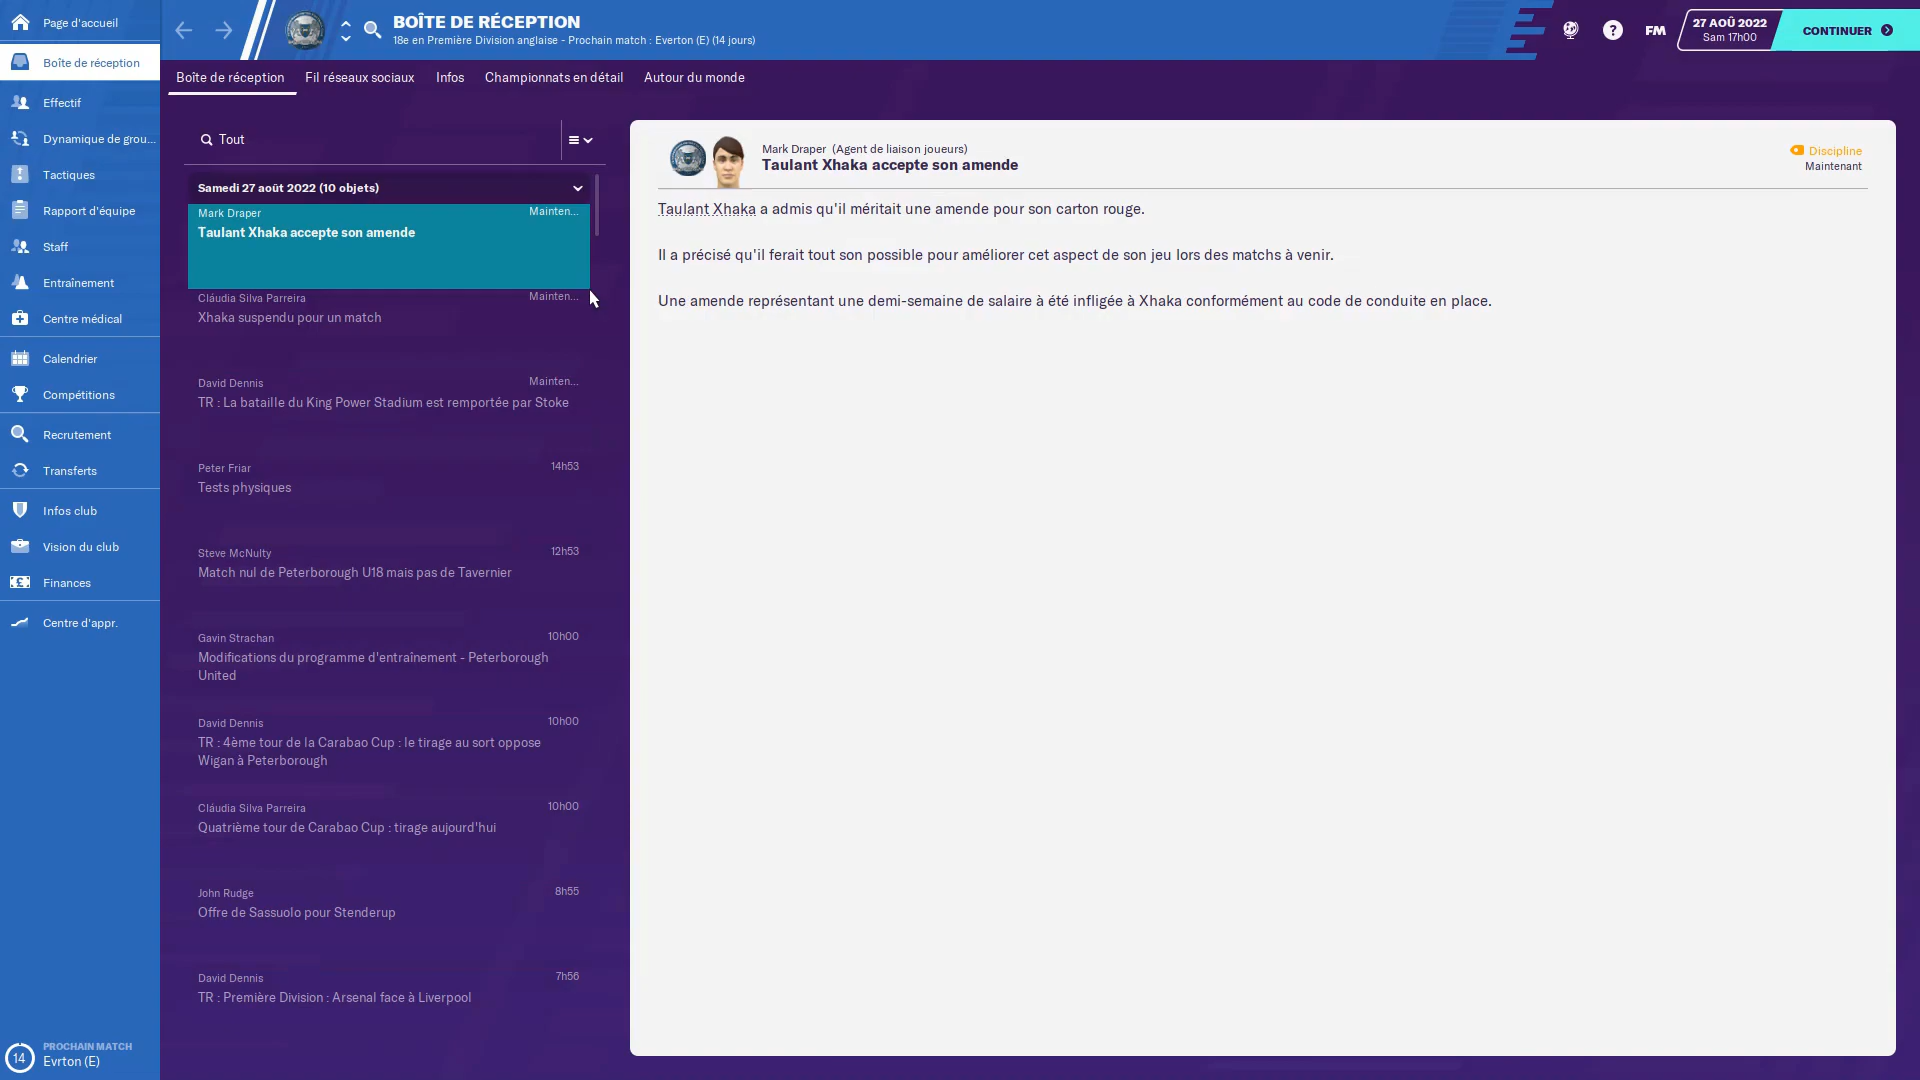 Page d'accueil
Boîte de réception
Effectif
Dynamique de grou...
Tactiques
Rapport d'équipe
Staff
Entraînement
Centre médical
Calendrier
Compétitions
Recrutement
Transferts
Infos club
Vision du club
Finances
Centre d'appr.
14
PROCHAIN MATCH
Evrton (E)
BOÎTE DE RÉCEPTION
18e en Première Division anglaise - Prochain match : Everton (E) (14 jours)
FM
27 AOÛ 2022
Sam 17h00
CONTINUER
Boîte de réception
Fil réseaux sociaux
Infos
Championnats en détail
Autour du monde
Tout
Samedi 27 août 2022 (10 objets)
Mark Draper
Mainten...
Taulant Xhaka accepte son amende
Cláudia Silva Parreira
Mainten...
Xhaka suspendu pour un match
David Dennis
Mainten...
TR : La bataille du King Power Stadium est remportée par Stoke
Peter Friar
14h53
Tests physiques
Steve McNulty
12h53
Match nul de Peterborough U18 mais pas de Tavernier
Gavin Strachan
10h00
Modifications du programme d'entraînement - Peterborough
United
David Dennis
10h00
TR : 4ème tour de la Carabao Cup : le tirage au sort oppose
Wigan à Peterborough
Cláudia Silva Parreira
10h00
Quatrième tour de Carabao Cup : tirage aujourd'hui
John Rudge
8h55
Offre de Sassuolo pour Stenderup
David Dennis
7h56
TR : Première Division : Arsenal face à Liverpool
Mark Draper (Agent de liaison joueurs)
Taulant Xhaka accepte son amende
Discipline
Maintenant
Taulant Xhaka a admis qu'il méritait une amende pour son carton rouge.
Il a précisé qu'il ferait tout son possible pour améliorer cet aspect de son jeu lors des matchs à venir.
Une amende représentant une demi-semaine de salaire à été infligée à Xhaka conformément au code de conduite en place.